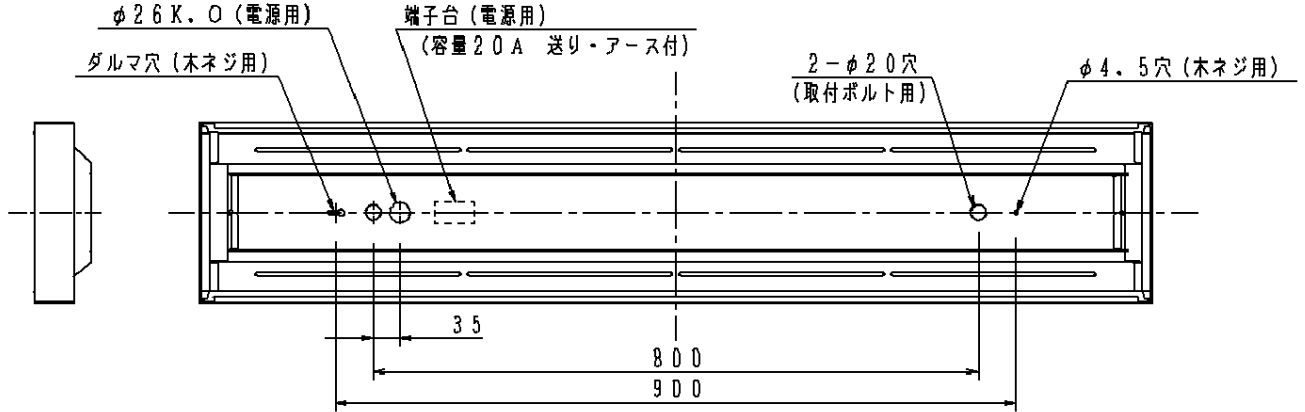 φ26K.O(電源用)
端子台(電源用)
(容量20A 送り・アース付)
ダルマ穴(木ネジ用)
2-φ20穴
(取付ボルト用)
φ4.5穴(木ネジ用)
35
800
900